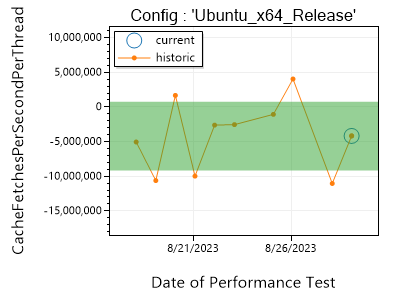 Config : 'Ubuntu_x64_Release'
CacheFetchesPerSecondPerThread
10,000,000
5,000,000
0
-5,000,000
-10,000,000
-15,000,000
current
historic
8/21/2023
8/26/2023
Date of Performance Test